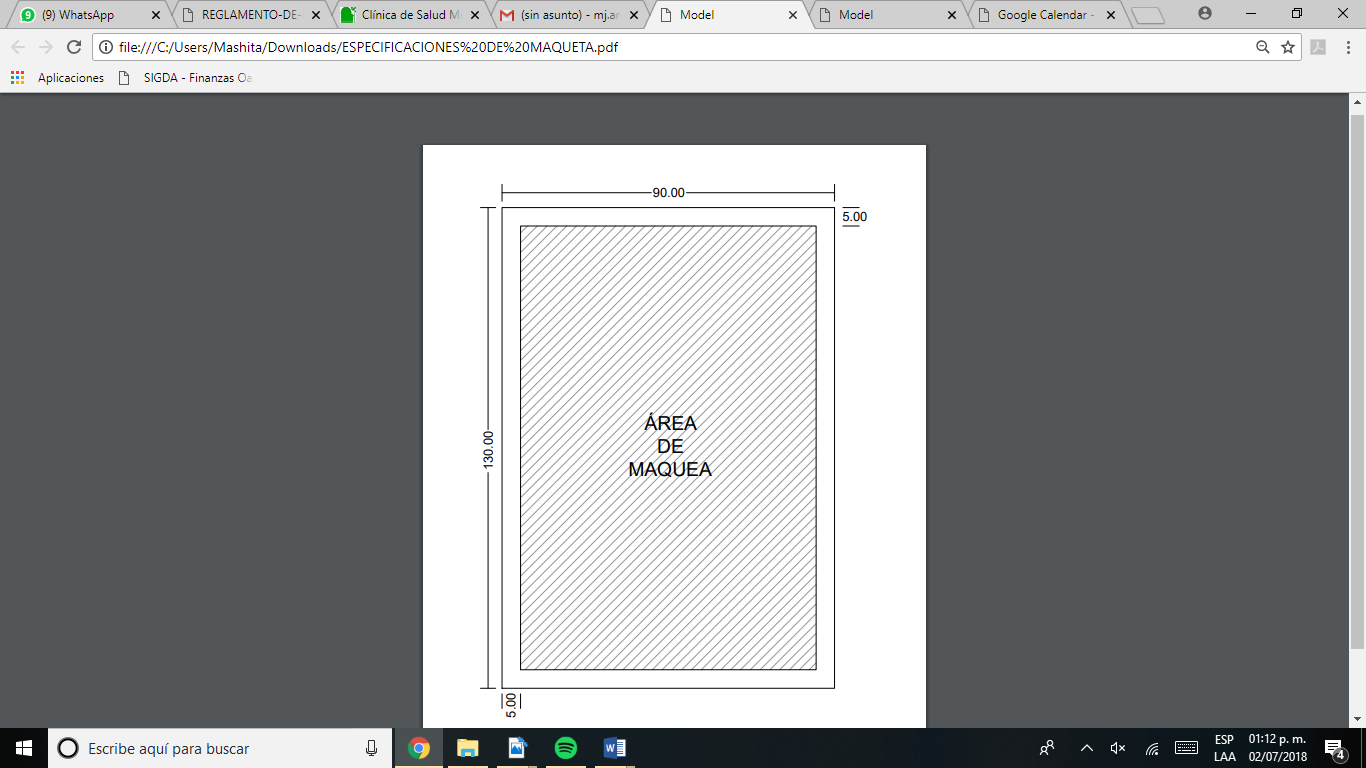 (9) WhatsApp
REGLAMENTO-DE-
Clínica de Salud M
(sin asunto) - mj.ar
Model
Model
Google Calendar -
file:///C:/Users/Mashita/Downloads/ESPECIFICACIONES%20DE%20MAQUETA.pdf
Aplicaciones
SIGDA - Finanzas Oa
90.00
5.00
130.00
ÁREA
DE
MAQUEA
5.00
Escribe aquí para buscar
ESP
LAA
01:12 p. m.
02/07/2018
4